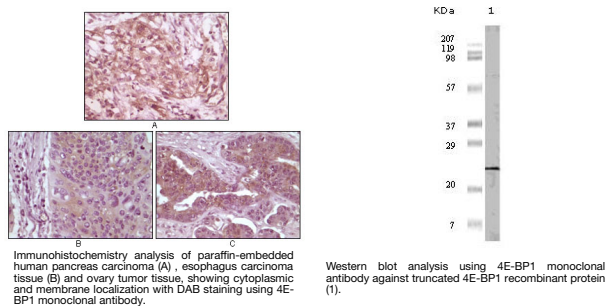 A
B
C
Immunohistochemistry analysis of paraffin-embedded
human pancreas carcinoma (A) , esophagus carcinoma
tissue (B) and ovary tumor tissue, showing cytoplasmic
and membrane localization with DAB staining using 4E-
BP1 monoclonal antibody.
KDa 1
207
119
98
57
37
29
20
7
Western blot analysis using 4E-BP1 monoclonal
antibody against truncated 4E-BP1 recombinant protein
(1).